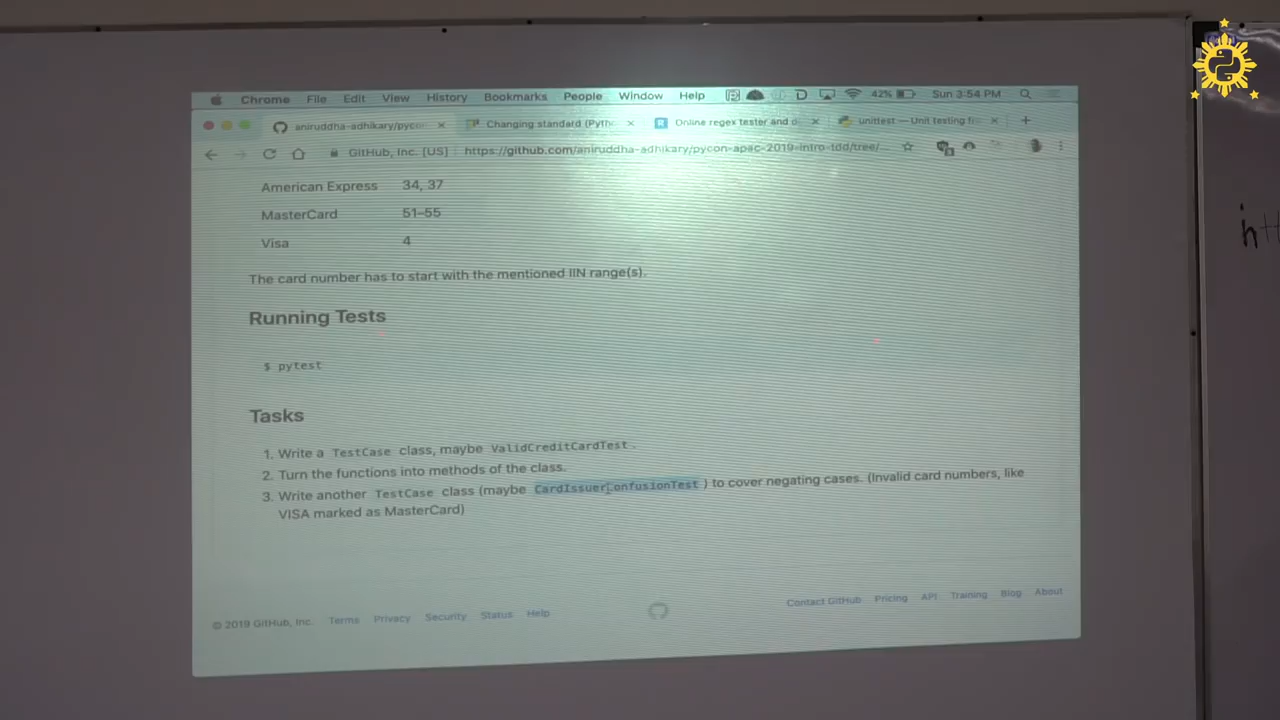 Chrome File Edit View History Bookmarks People Window Help 42% Sun 3:54 PM
aniruddha-adhikary/pyco × Changing standard (Pyth × Online regex tester and d × unittest — Unit testing f × +
GitHub, Inc. [US] | https://github.com/aniruddha-adhikary/pycon-apac-2019-intro-tdd/tree/...
American Express 34, 37
MasterCard 51–55
Visa 4
The card number has to start with the mentioned IIN range(s).
Running Tests
$ pytest
Tasks
1. Write a TestCase class, maybe ValidCreditCardTest.
2. Turn the functions into methods of the class.
3. Write another TestCase class (maybe CardIssuerConfusionTest) to cover negating cases. (Invalid card numbers, like
VISA marked as MasterCard)
© 2019 GitHub, Inc. Terms Privacy Security Status Help Contact GitHub Pricing API Training Blog About